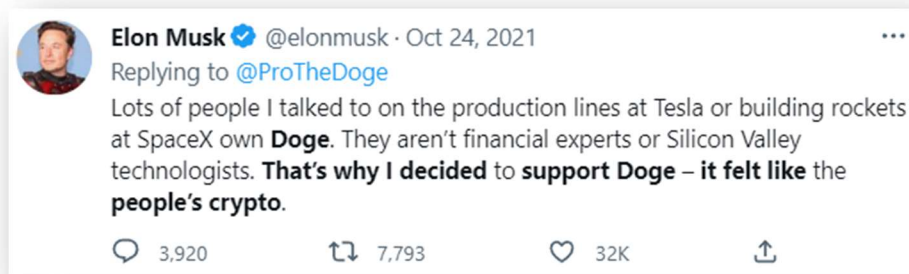 Elon Musk @elonmusk · Oct 24, 2021
Replying to @ProTheDoge
Lots of people I talked to on the production lines at Tesla or building rockets
at SpaceX own Doge. They aren’t financial experts or Silicon Valley
technologists. That’s why I decided to support Doge – it felt like the
people’s crypto.
3,920 7,793 32K